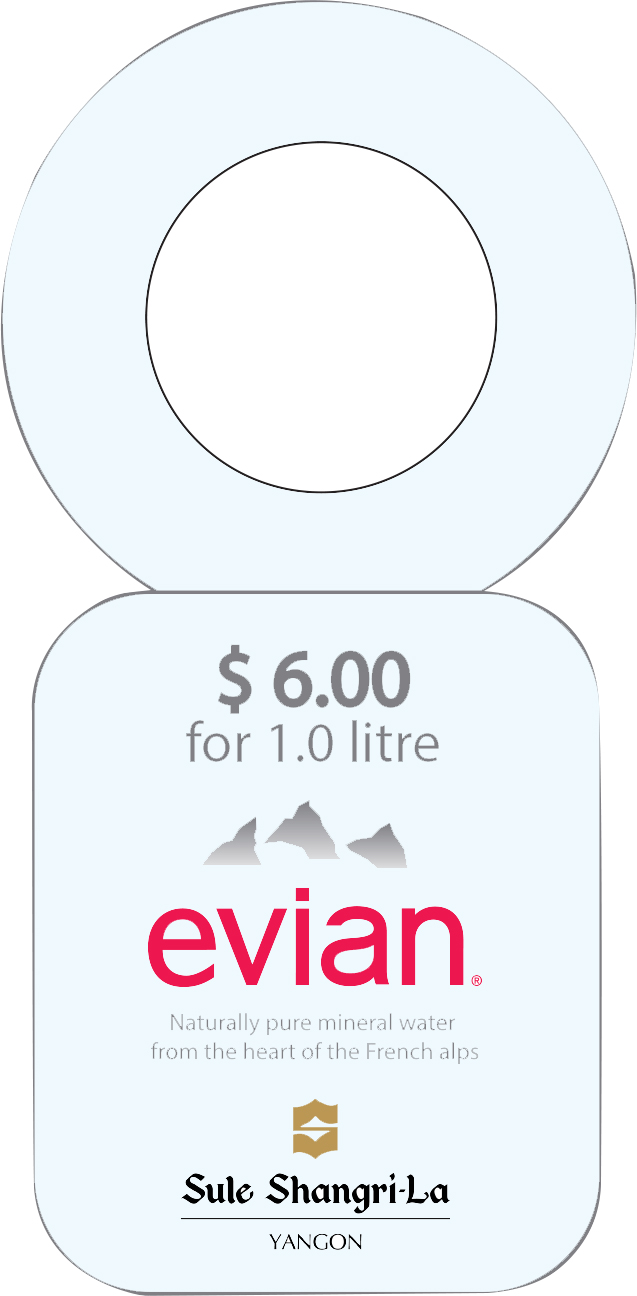 $ 6.00
for 1.0 litre
evian®
Naturally pure mineral water
from the heart of the French alps
Sule Shangri-La
YANGON